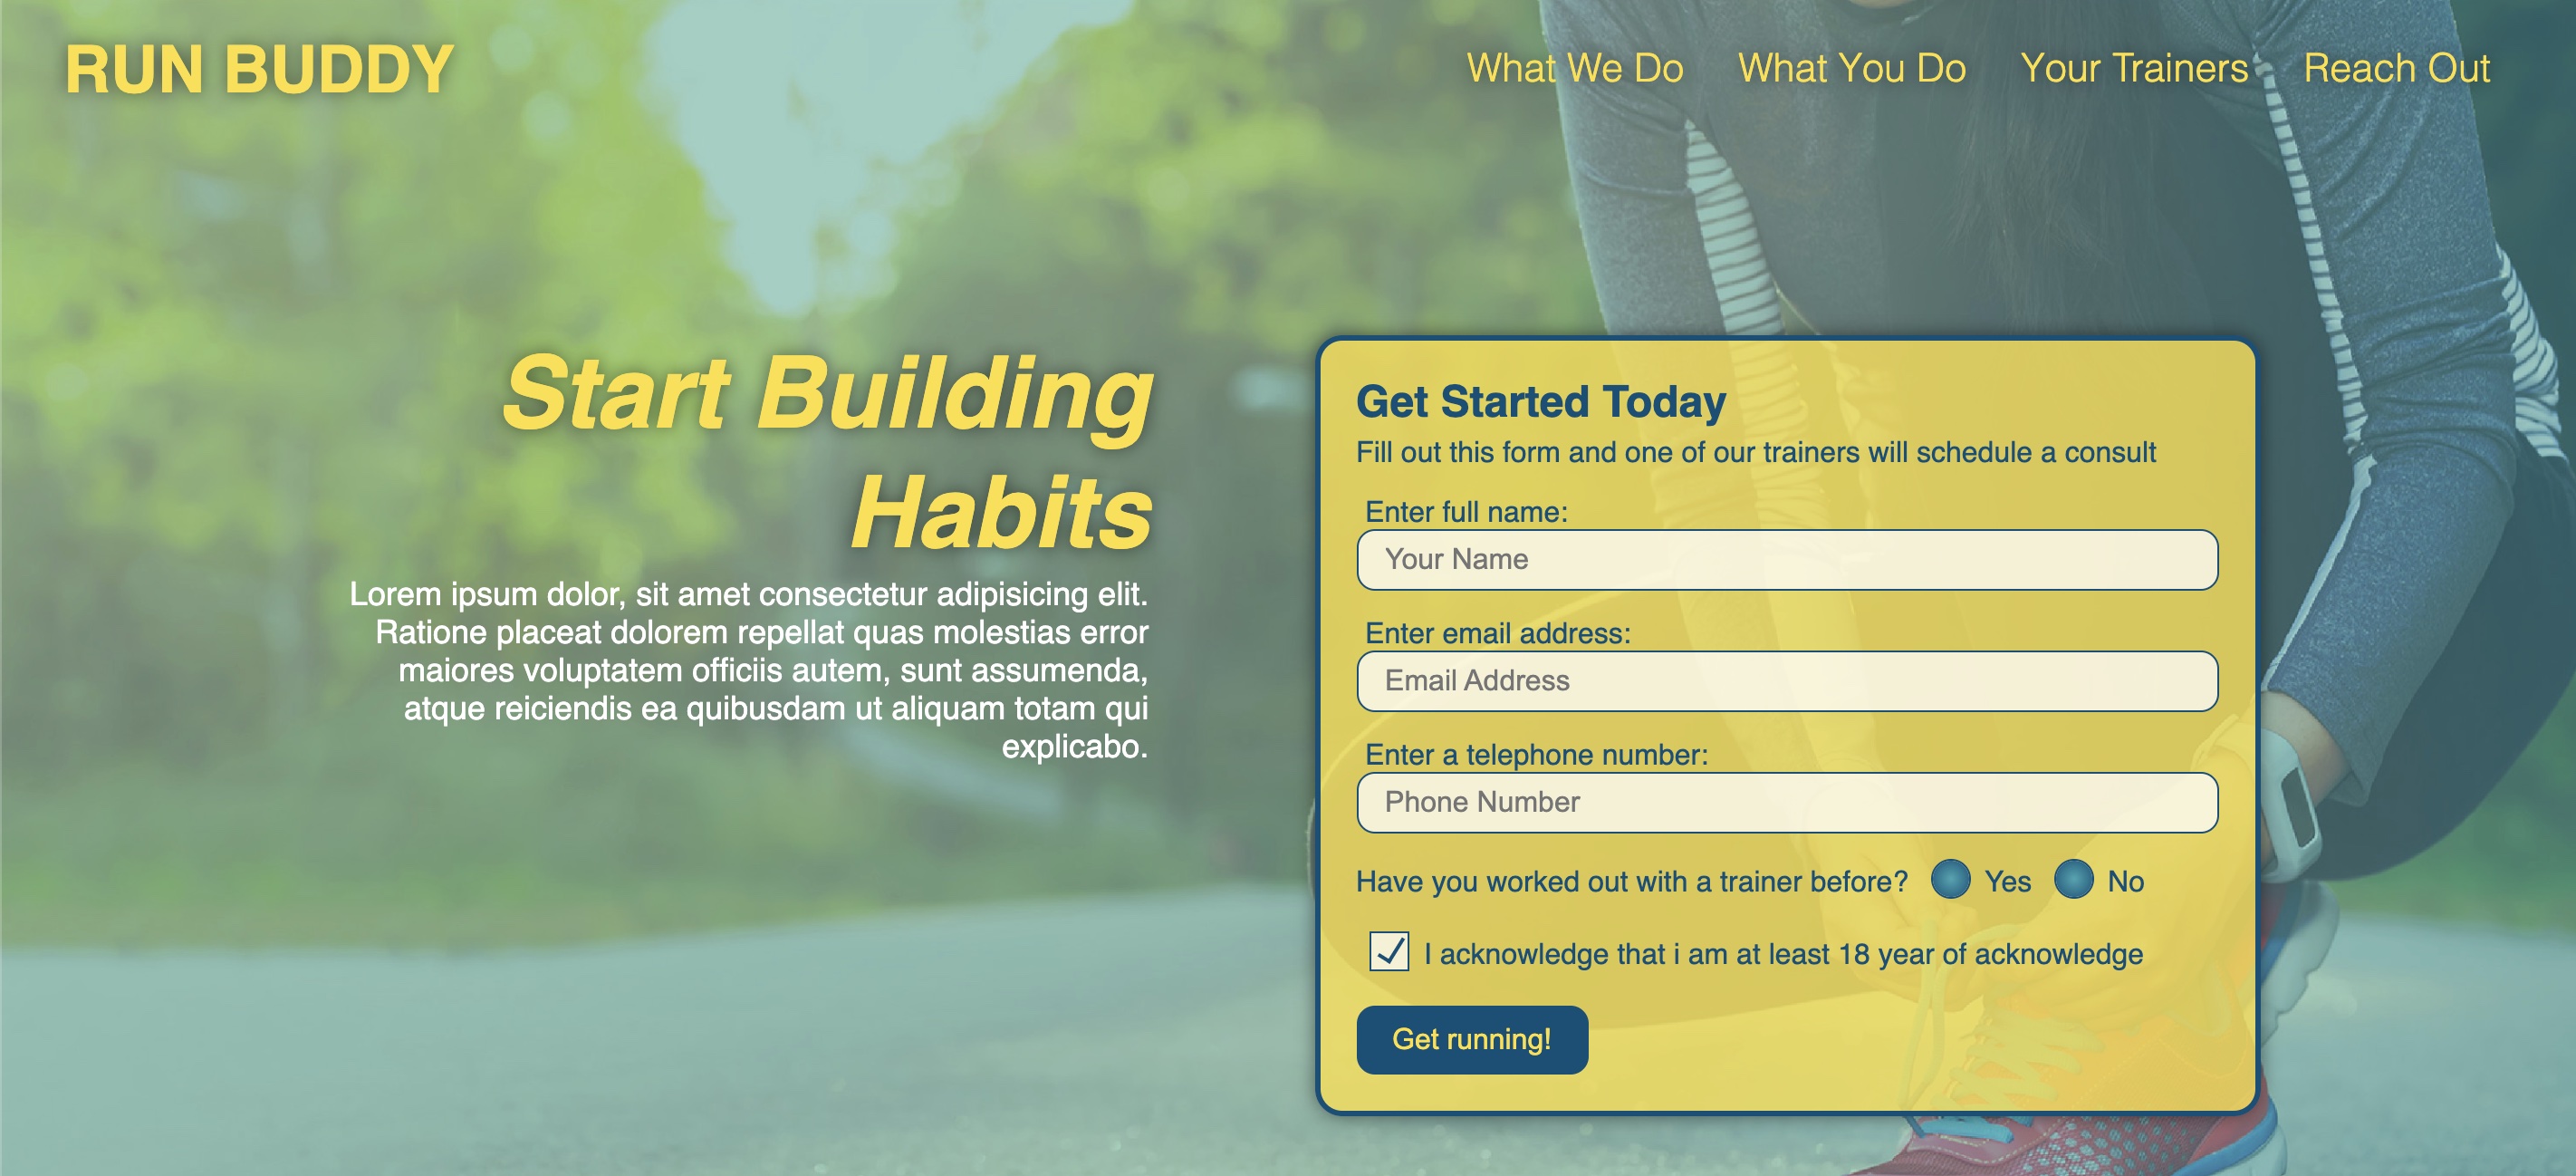 RUN BUDDY
What We Do
What You Do
Your Trainers
Reach Out
Start Building
Habits
Lorem ipsum dolor, sit amet consectetur adipisicing elit.
Ratione placeat dolorem repellat quas molestias error
maiores voluptatem officiis autem, sunt assumenda,
atque reiciendis ea quibusdam ut aliquam totam qui
explicabo.
Get Started Today
Fill out this form and one of our trainers will schedule a consult
Enter full name:
Your Name
Enter email address:
Email Address
Enter a telephone number:
Phone Number
Have you worked out with a trainer before? Yes No
I acknowledge that i am at least 18 year of acknowledge
Get running!